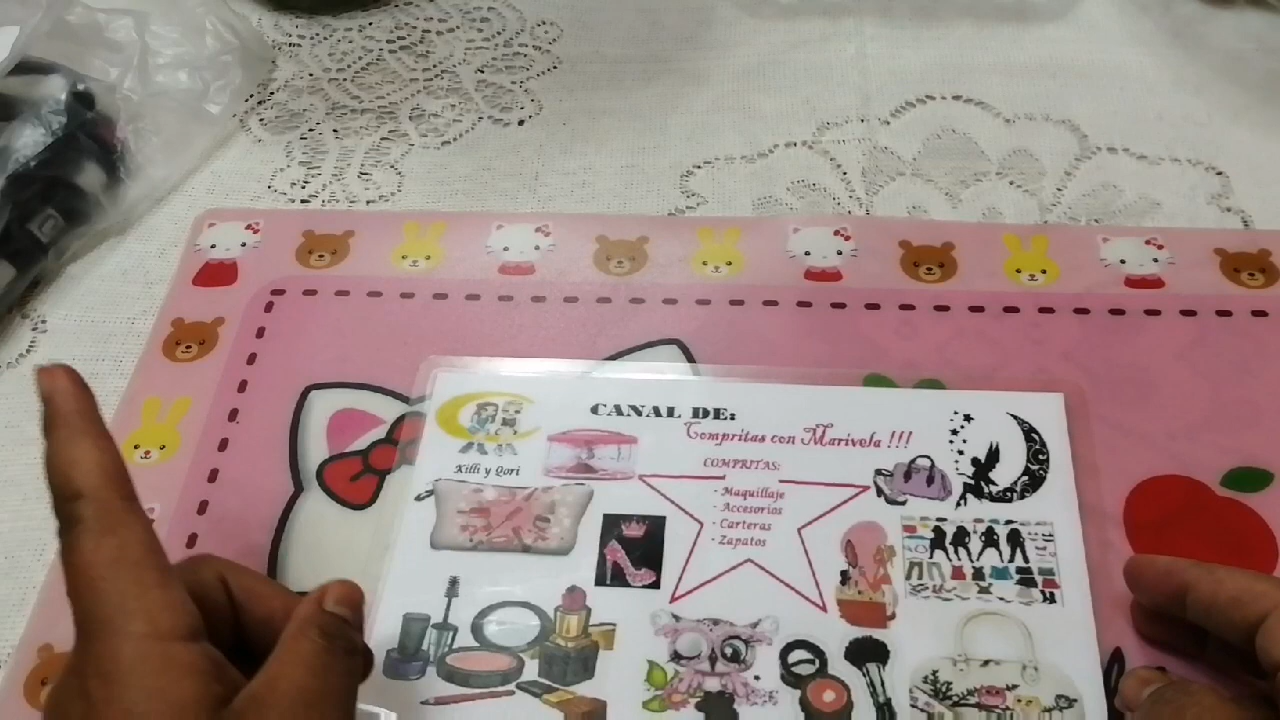 CANAL DE:
Compritas con Marivela !!!
Killi y Qori
COMPRITAS:
- Maquillaje
- Accesorios
- Carteras
- Zapatos